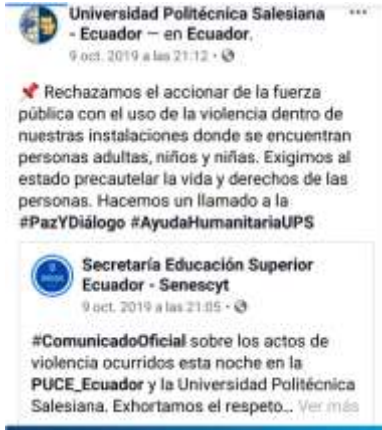 Universidad Politécnica Salesiana
- Ecuador — en Ecuador.
9 oct. 2019 a las 21:12 •
📌 Rechazamos el accionar de la fuerza
pública con el uso de la violencia dentro de
nuestras instalaciones donde se encuentran
personas adultas, niños y niñas. Exigimos al
estado precautelar la vida y derechos de las
personas. Hacemos un llamado a la
#PazYDiálogo #AyudaHumanitariaUPS
Secretaría Educación Superior
Ecuador - Senescyt
9 oct. 2019 a las 21:05 •
#ComunicadoOficial sobre los actos de
violencia ocurridos esta noche en la
PUCE_Ecuador y la Universidad Politécnica
Salesiana. Exhortamos el respeto... Ver más